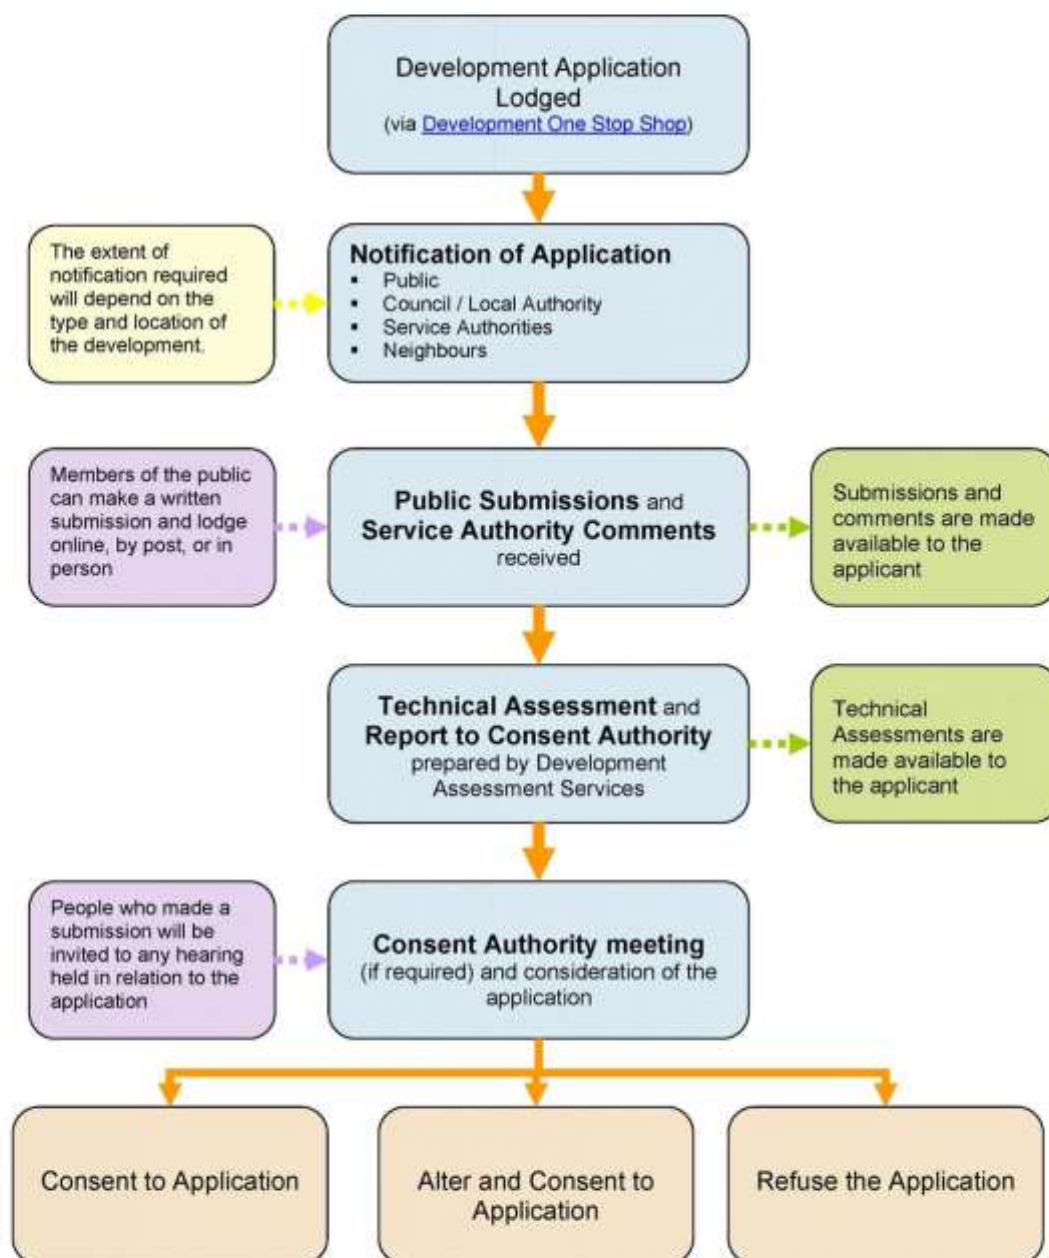 Development Application
Lodged
(via Development One Stop Shop)
The extent of
notification required
will depend on the
type and location of
the development.
Notification of Application
▪ Public
▪ Council / Local Authority
▪ Service Authorities
▪ Neighbours
Members of the public
can make a written
submission and lodge
online, by post, or in
person
Public Submissions and
Service Authority Comments
received
Submissions and
comments are made
available to the
applicant
Technical Assessment and
Report to Consent Authority
prepared by Development
Assessment Services
Technical
Assessments are
made available to
the applicant
People who made a
submission will be
invited to any hearing
held in relation to the
application
Consent Authority meeting
(if required) and consideration of the
application
Consent to Application
Alter and Consent to
Application
Refuse the Application